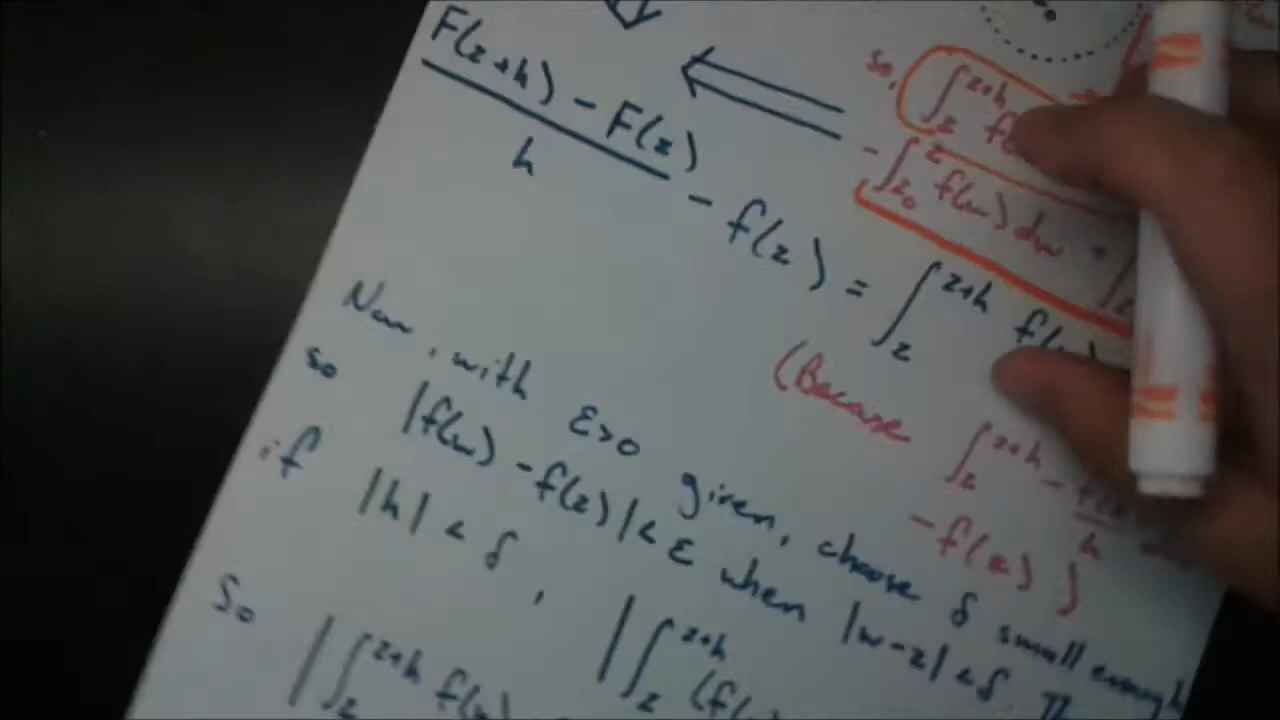 so, ∫_z^{z+h} f(
- ∫_{z_0}^z f(w) dw
F(z+h) - F(z)
h
- f(z) = ∫_z^{z+h} f(w)
(Because ∫_z^{z+h} -
h
- f(z) )
Now, with ε>0 given, choose δ small enough
so |f(w) - f(z)| < ε when |w-z| < δ.
if |h| < δ, | ∫_z^{z+h} (f(
So | ∫_z^{z+h} f(w)